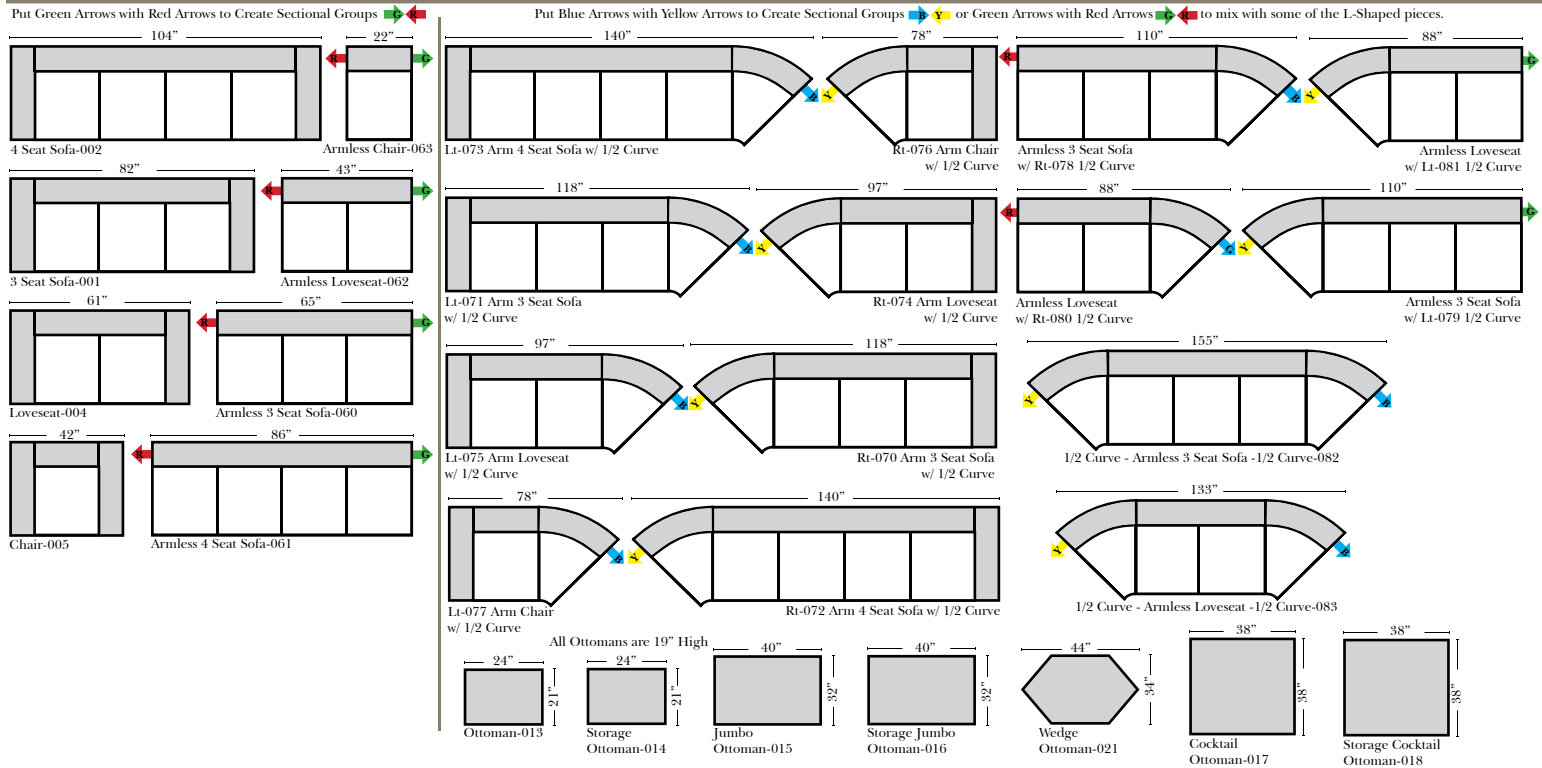 Put Green Arrows with Red Arrows to Create Sectional Groups G R
104”
22”
R
G
4 Seat Sofa-002
Armless Chair-063
82”
43”
R
G
3 Seat Sofa-001
Armless Loveseat-062
61”
65”
R
G
Loveseat-004
Armless 3 Seat Sofa-060
42”
86”
R
G
Chair-005
Armless 4 Seat Sofa-061
Put Blue Arrows with Yellow Arrows to Create Sectional Groups B Y or Green Arrows with Red Arrows G R to mix with some of the L-Shaped pieces.
140”
78”
B
Y
Lt-073 Arm 4 Seat Sofa w/ 1/2 Curve
Rt-076 Arm Chair
w/ 1/2 Curve
110”
88”
R
B
Y
G
Armless 3 Seat Sofa
w/ Rt-078 1/2 Curve
Armless Loveseat
w/ Lt-081 1/2 Curve
118”
97”
B
Y
Lt-071 Arm 3 Seat Sofa
w/ 1/2 Curve
Rt-074 Arm Loveseat
w/ 1/2 Curve
88”
110”
R
G
Y
G
Armless Loveseat
w/ Rt-080 1/2 Curve
Armless 3 Seat Sofa
w/ Lt-079 1/2 Curve
97”
118”
B
Y
Lt-075 Arm Loveseat
w/ 1/2 Curve
Rt-070 Arm 3 Seat Sofa
w/ 1/2 Curve
155”
Y
B
1/2 Curve - Armless 3 Seat Sofa -1/2 Curve-082
78”
140”
B
Y
Lt-077 Arm Chair
w/ 1/2 Curve
Rt-072 Arm 4 Seat Sofa w/ 1/2 Curve
133”
Y
B
1/2 Curve - Armless Loveseat -1/2 Curve-083
All Ottomans are 19” High
24”
21”
Ottoman-013
24”
21”
Storage
Ottoman-014
40”
32”
Jumbo
Ottoman-015
40”
32”
Storage Jumbo
Ottoman-016
44”
34”
Wedge
Ottoman-021
38”
38”
Cocktail
Ottoman-017
38”
38”
Storage Cocktail
Ottoman-018